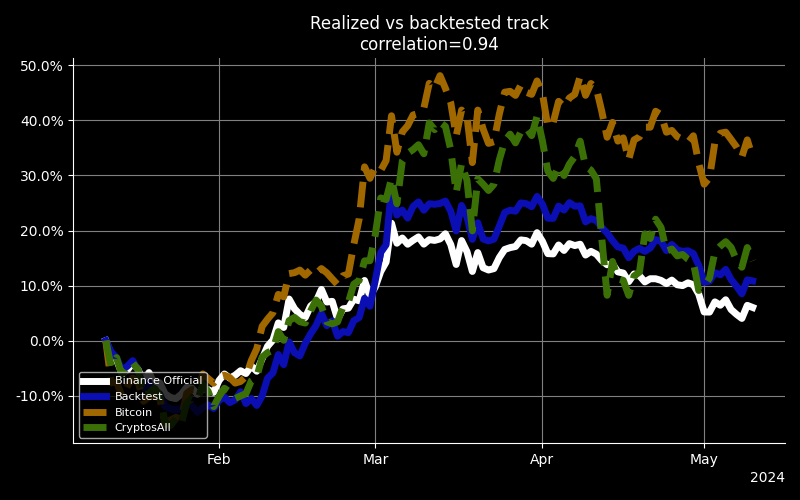 Realized vs backtested track
correlation=0.94
50.0%
40.0%
30.0%
20.0%
10.0%
0.0%
-10.0%
Binance Official
Backtest
Bitcoin
CryptosAll
Feb
Mar
Apr
May
2024